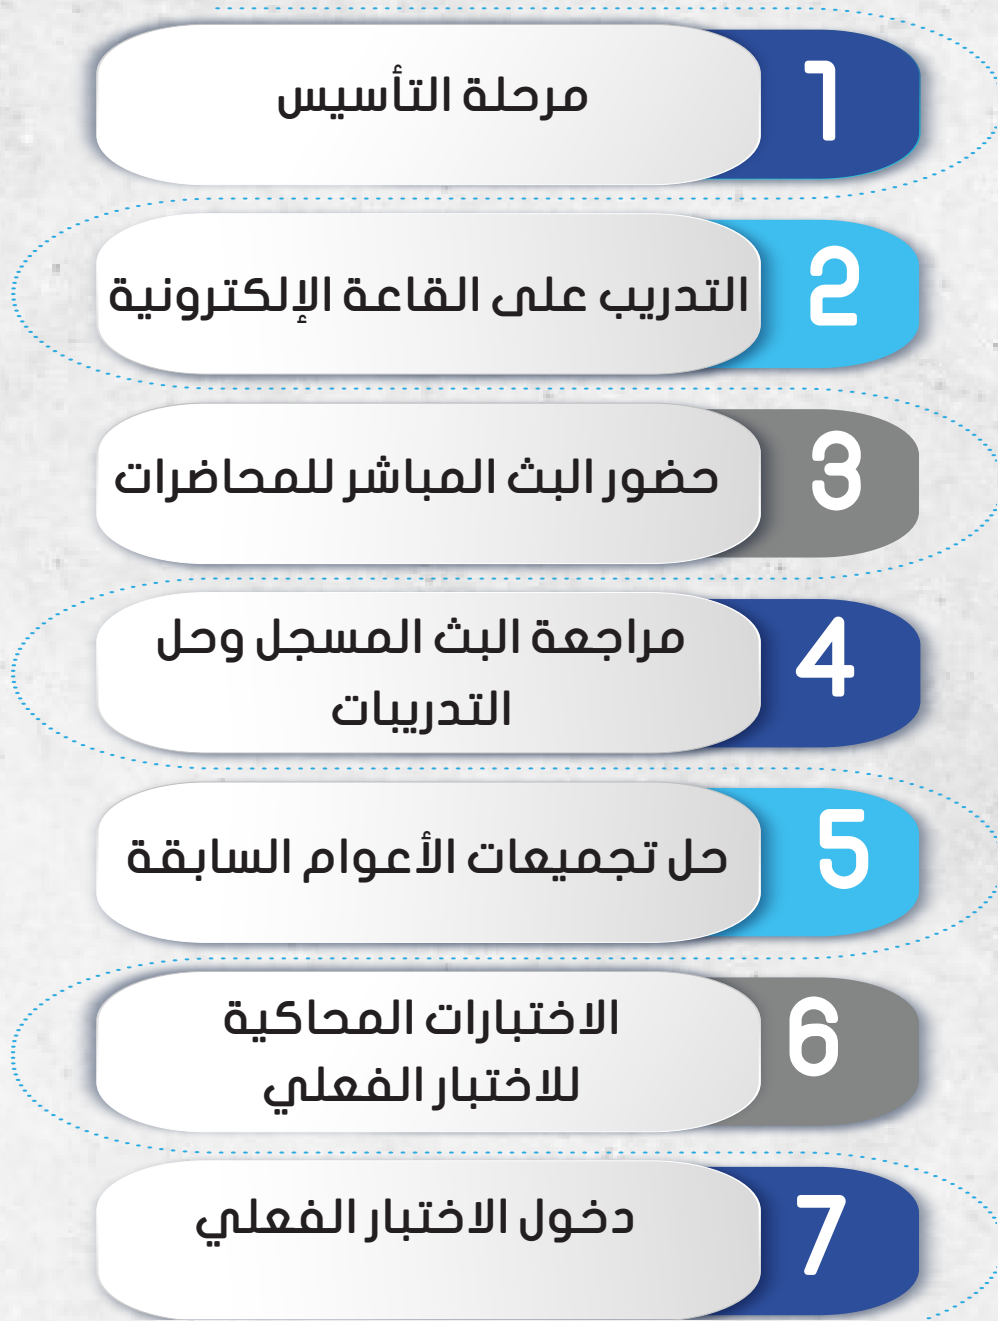 1
مرحلة التأسيس
2
التدريب على القاعة الإلكترونية
3
حضور البث المباشر للمحاضرات
4
مراجعة البث المسجل وحل
التدريبات
5
حل تجميعات الأعوام السابقة
6
الاختبارات المحاكية
للاختبار الفعلي
7
دخول الاختبار الفعلي